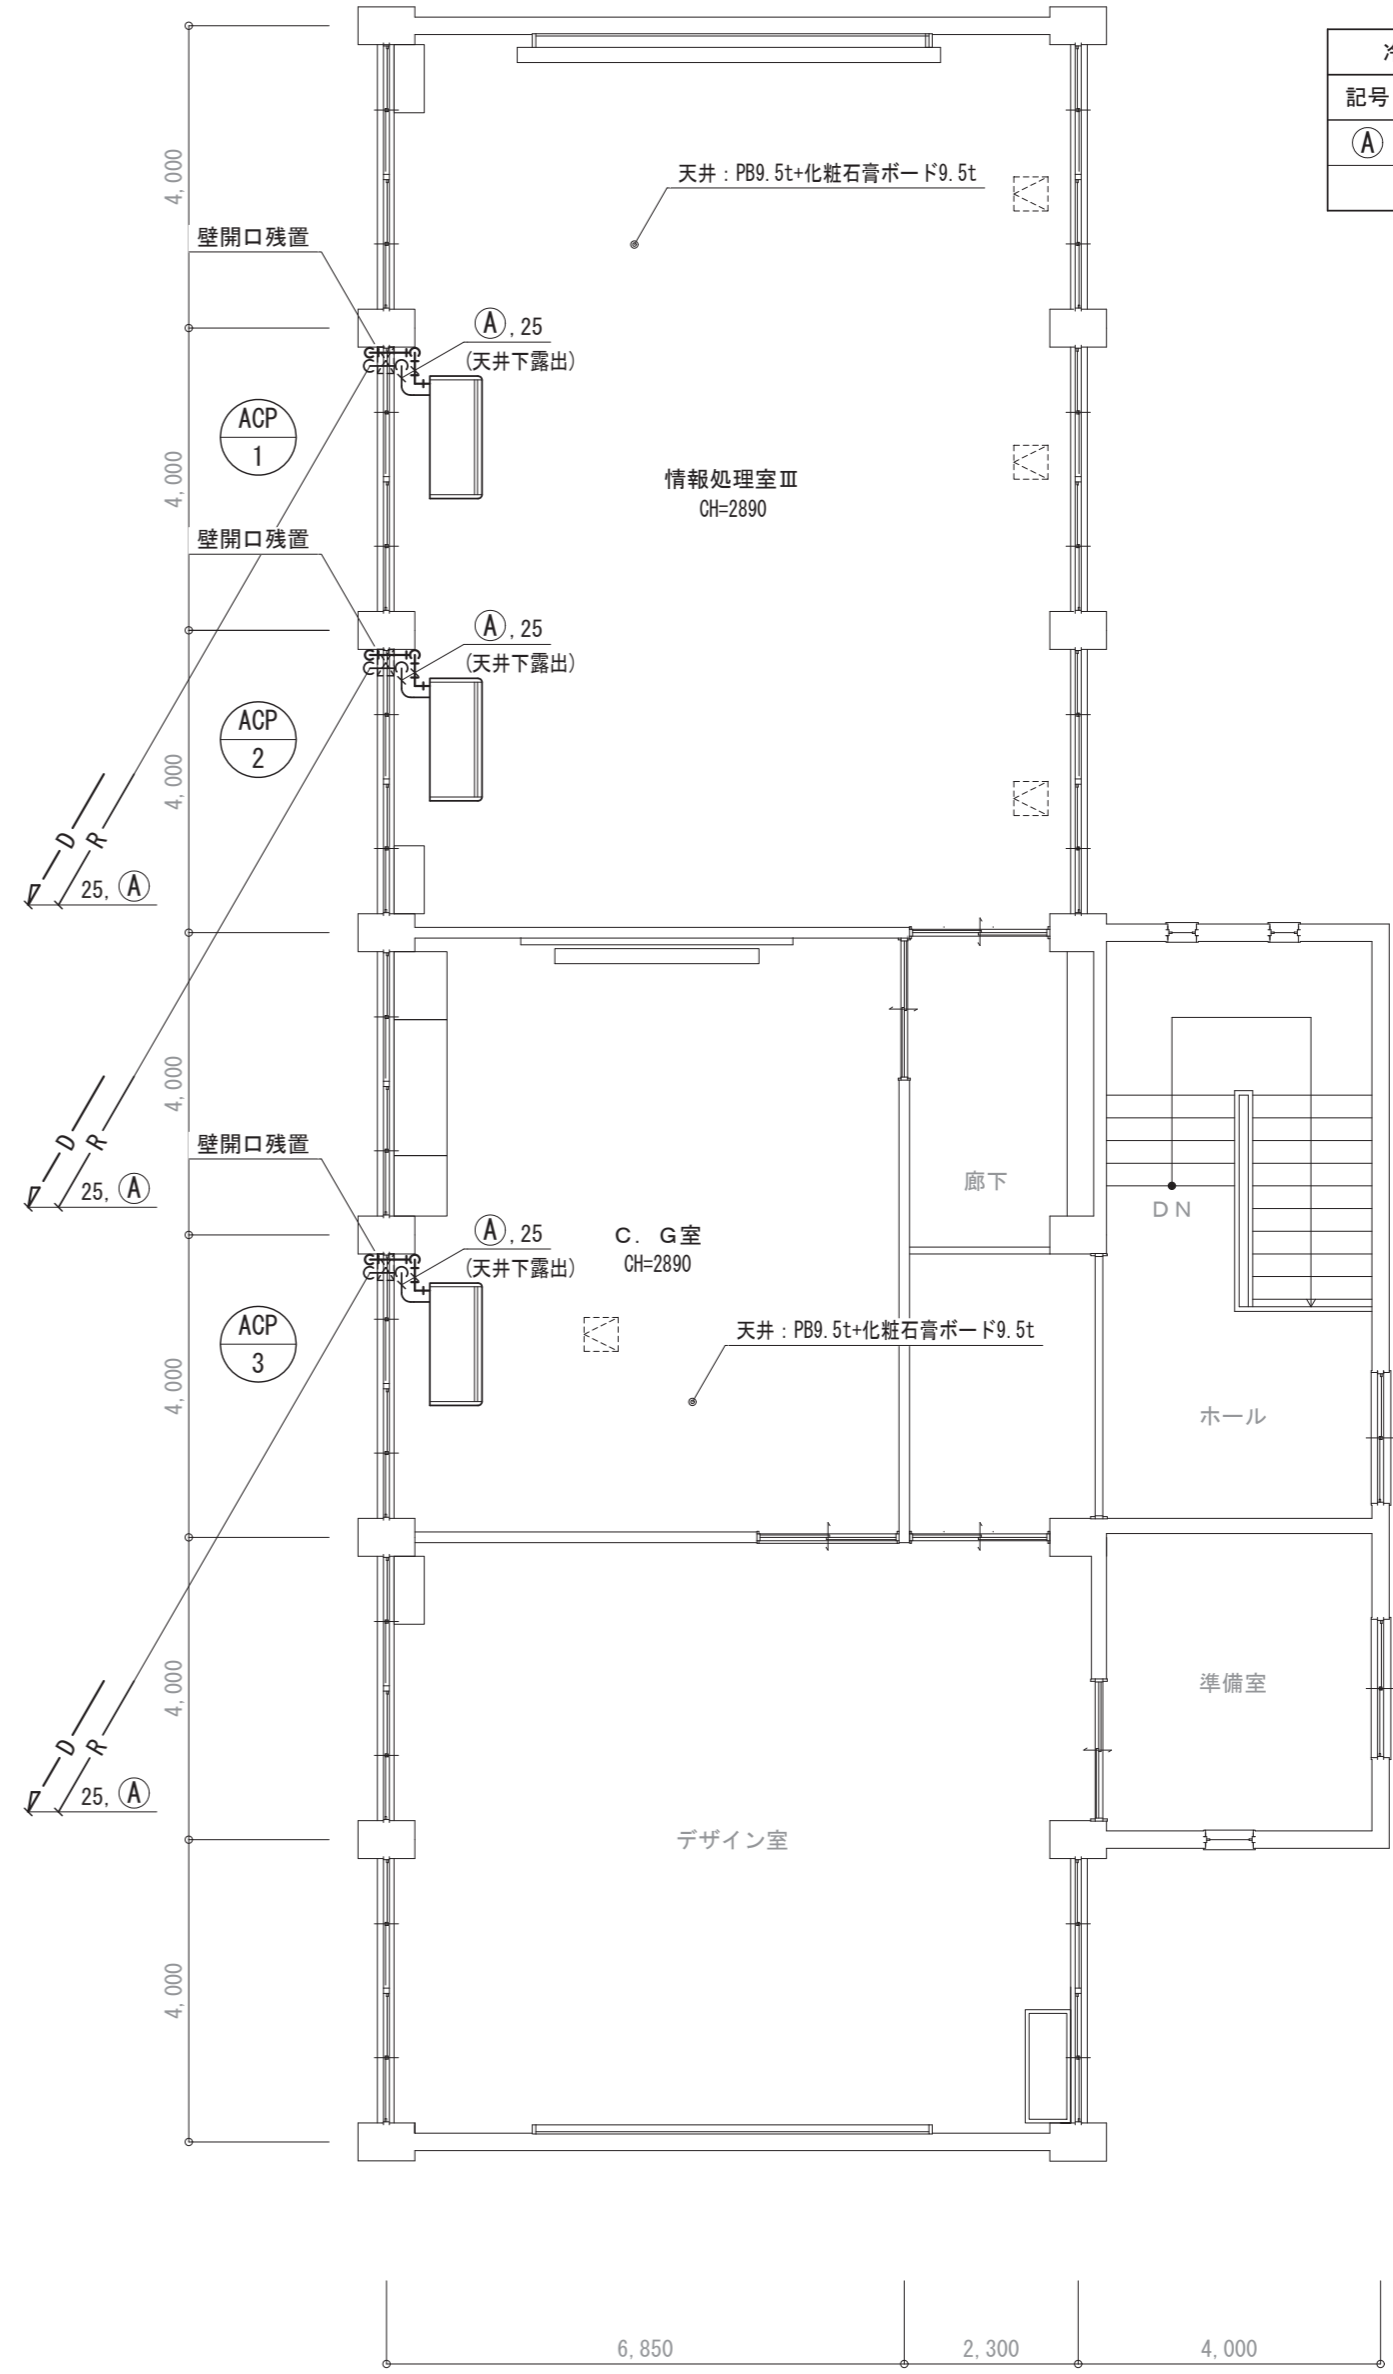 冷
記号
A
4,000
天井：PB9.5t+化粧石膏ボード9.5t
壁開口残置
A, 25
(天井下露出)
ACP
1
4,000
情報処理室Ⅲ
CH=2890
壁開口残置
A, 25
(天井下露出)
ACP
2
4,000
D
R
25, A
4,000
壁開口残置
D
R
25, A
廊下
DN
A, 25
(天井下露出)
C. G室
CH=2890
天井：PB9.5t+化粧石膏ボード9.5t
ACP
3
4,000
ホール
4,000
準備室
D
R
25, A
デザイン室
4,000
6,850
2,300
4,000